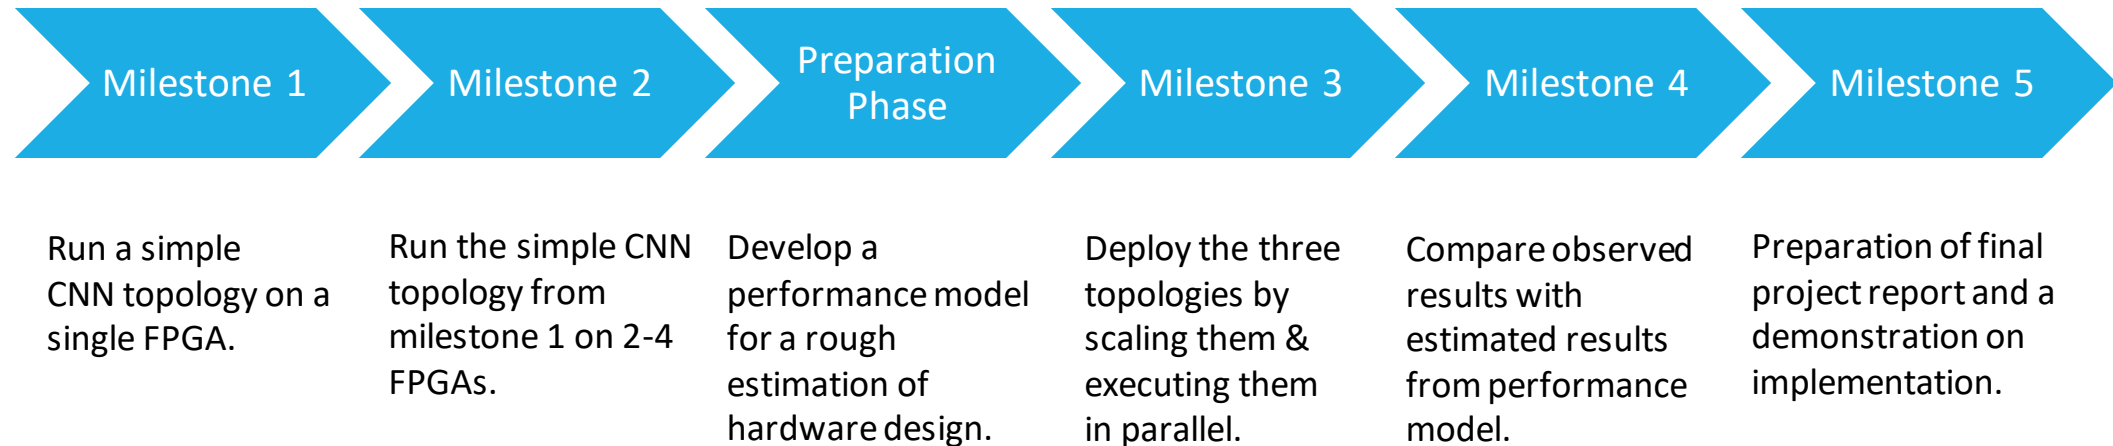 Milestone 1
Milestone 2
Preparation
Phase
Milestone 3
Milestone 4
Milestone 5
Run a simple
CNN topology on a
single FPGA.
Run the simple CNN
topology from
milestone 1 on 2-4
FPGAs.
Develop a
performance model
for a rough
estimation of
hardware design.
Deploy the three
topologies by
scaling them &
executing them
in parallel.
Compare observed
results with
estimated results
from performance
model.
Preparation of final
project report and a
demonstration on
implementation.